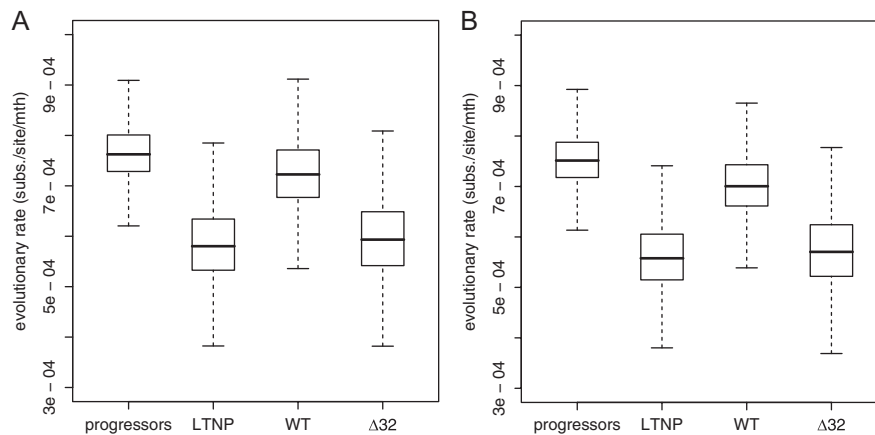 A
evolutionary rate (subs./site/mth)
9e − 04
7e − 04
5e − 04
3e − 04
progressors LTNP WT Δ32
B
evolutionary rate (subs./site/mth)
9e − 04
7e − 04
5e − 04
3e − 04
progressors LTNP WT Δ32